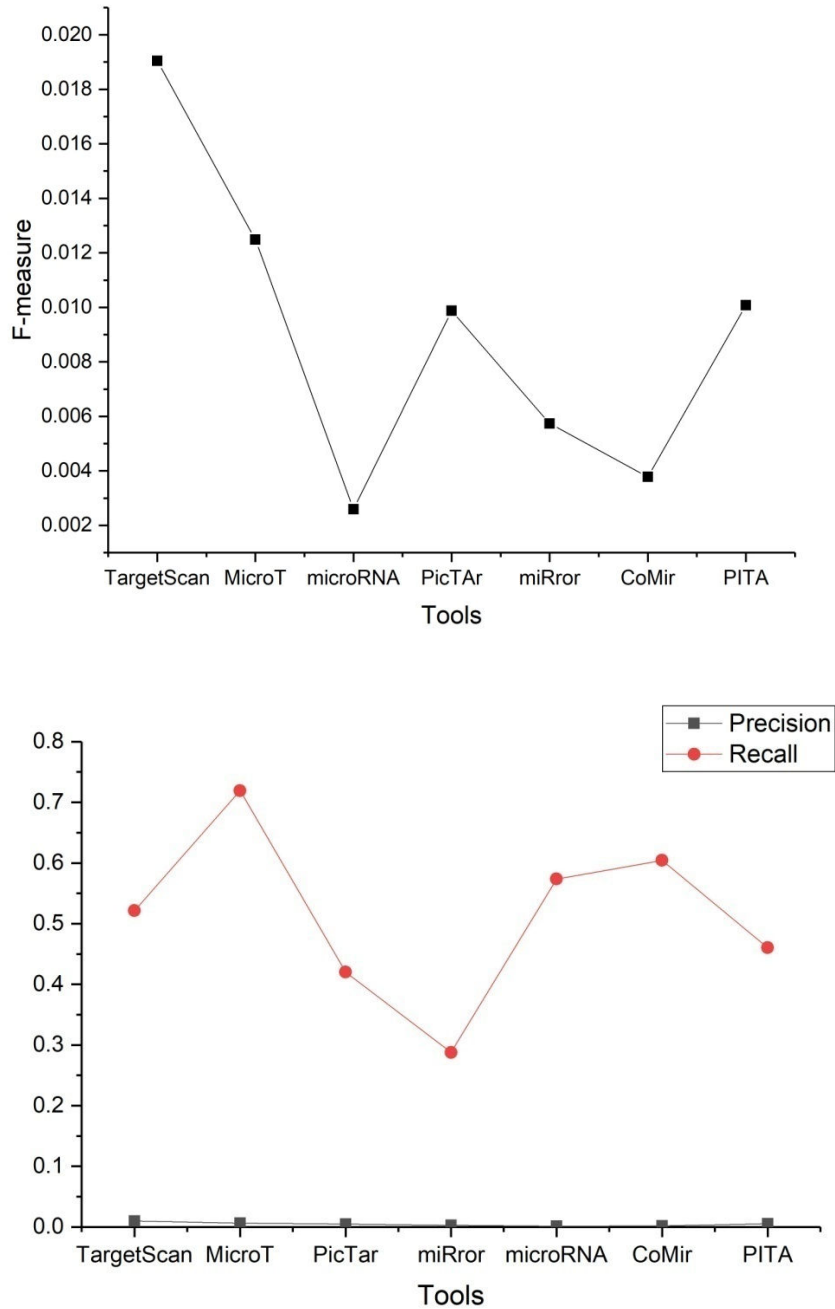 0.020
0.018
0.016
0.014
0.012
0.010
0.008
0.006
0.004
0.002
F-measure
TargetScan MicroT microRNA PicTAr miRror CoMir PITA
Tools
Precision
Recall
0.8
0.7
0.6
0.5
0.4
0.3
0.2
0.1
0.0
TargetScan MicroT PicTar miRror microRNA CoMir PITA
Tools